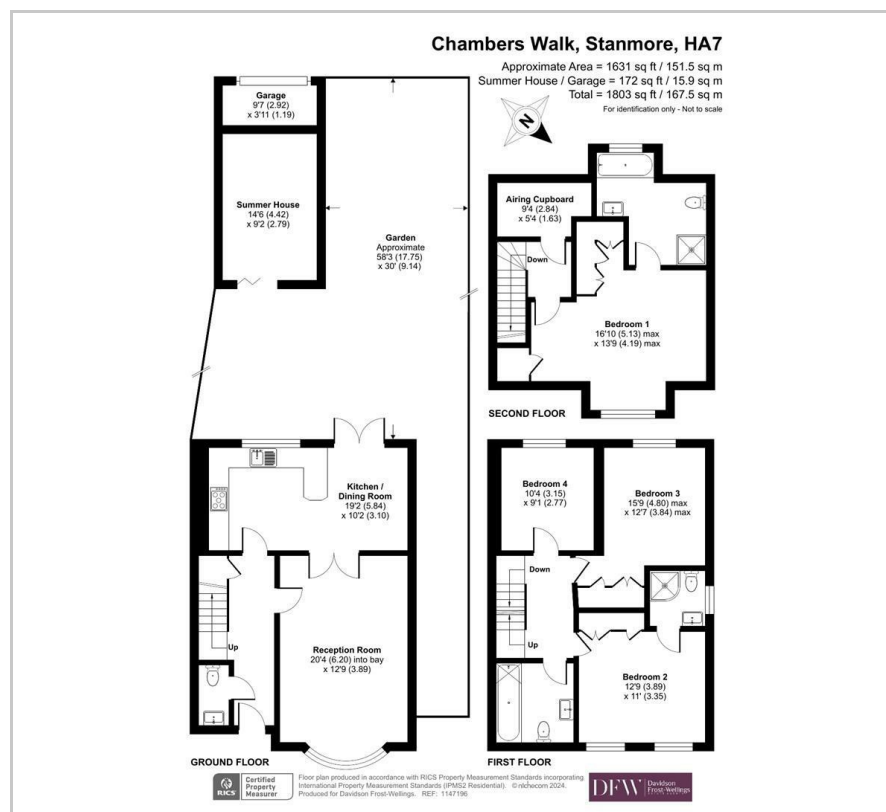 Chambers Walk, Stanmore, HA7
Approximate Area = 1631 sq ft / 151.5 sq m
Summer House / Garage = 172 sq ft / 15.9 sq m
Total = 1803 sq ft / 167.5 sq m
For identification only - Not to scale
N
Garage
9'7 (2.92)
x 3'11 (1.19)
Summer House
14'6 (4.42)
x 9'2 (2.79)
Garden
Approximate
58'3 (17.75)
x 30' (9.14)
Airing Cupboard
9'4 (2.84)
x 5'4 (1.63)
Down
Bedroom 1
16'10 (5.13) max
x 13'9 (4.19) max
SECOND FLOOR
Kitchen /
Dining Room
19'2 (5.84)
x 10'2 (3.10)
Up
Reception Room
20'4 (6.20) into bay
x 12'9 (3.89)
GROUND FLOOR
Bedroom 4
10'4 (3.15)
x 9'1 (2.77)
Bedroom 3
15'9 (4.80) max
x 12'7 (3.84) max
Down
Up
Bedroom 2
12'9 (3.89)
x 11' (3.35)
FIRST FLOOR
RICS
Certified
Property
Measurer
Floor plan produced in accordance with RICS Property Measurement Standards incorporating
International Property Measurement Standards (IPMS2 Residential). © ntchecom 2024.
Produced for Davidson Frost-Wellings. REF: 1147196
DFW
Davidson
Frost-Wellings